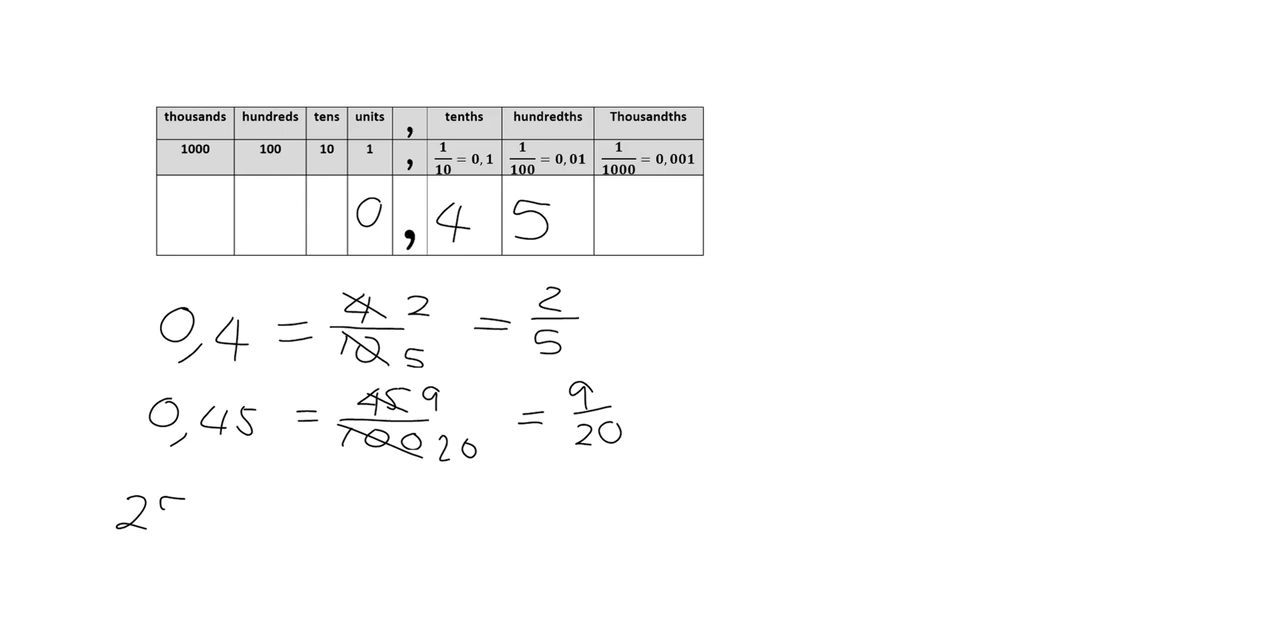 thousands hundreds tens units , tenths hundredths Thousandths
1000 100 10 1 , 1/10 = 0,1 1/100 = 0,01 1/1000 = 0,001
0 , 4 5
0,4 = 4/10 2/5 = 2/5
0,45 = 45/100 9/20 = 9/20
2